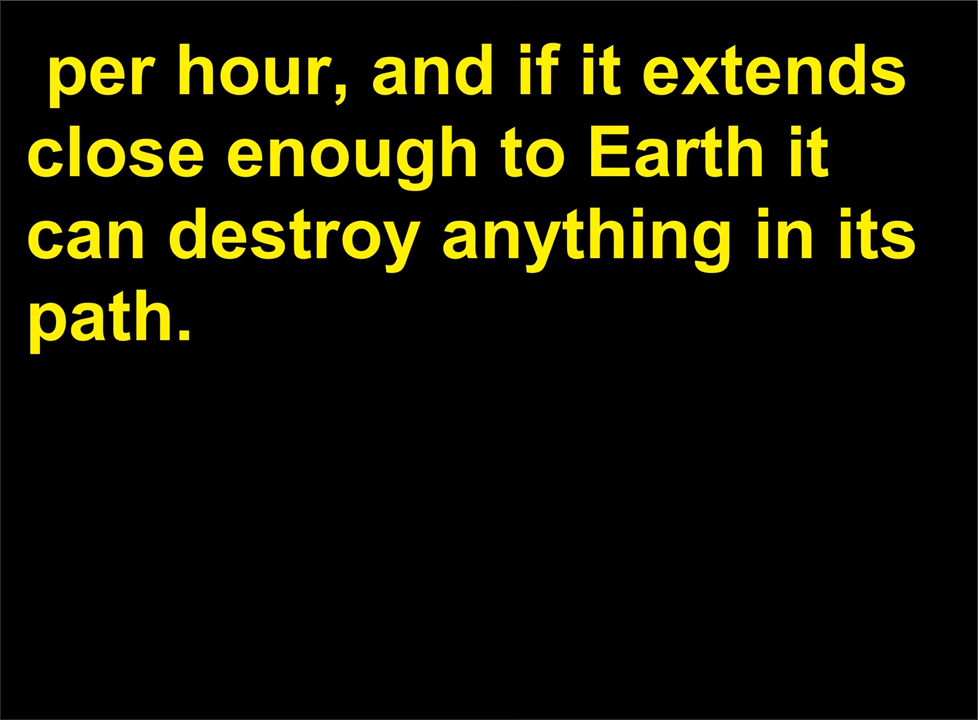 per hour, and if it extends
close enough to Earth it
can destroy anything in its
path.